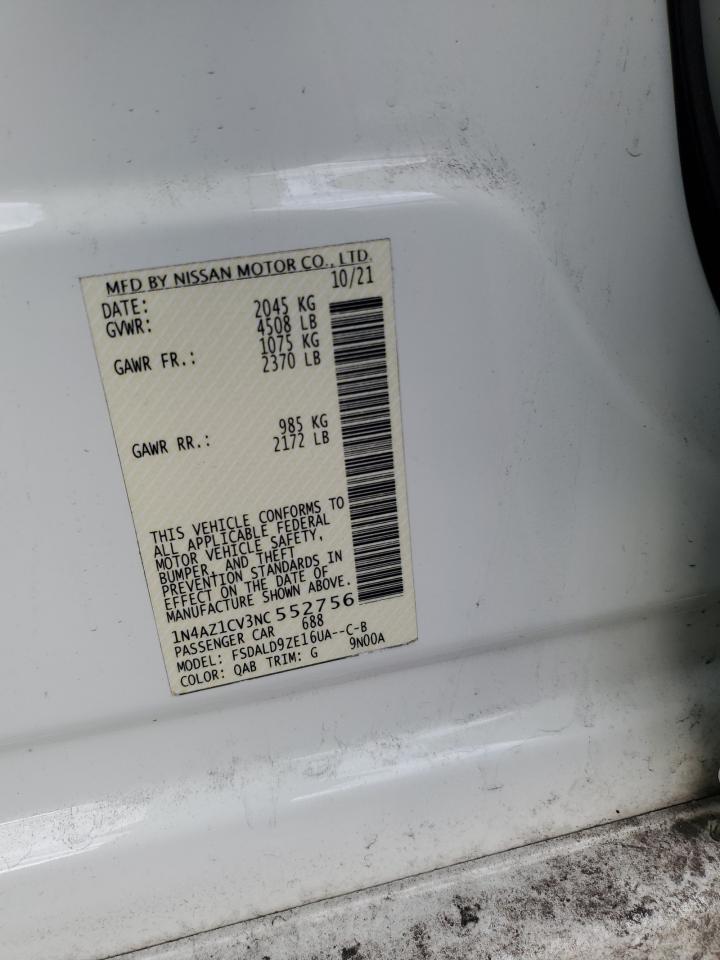 MFD BY NISSAN MOTOR CO., LTD.
DATE: 10/21
GVWR: 2045 KG
4508 LB
GAWR FR.: 1075 KG
2370 LB
GAWR RR.: 985 KG
2172 LB
THIS VEHICLE CONFORMS TO
ALL APPLICABLE FEDERAL
MOTOR VEHICLE SAFETY,
BUMPER, AND THEFT
PREVENTION STANDARDS IN
EFFECT ON THE DATE OF
MANUFACTURE SHOWN ABOVE.
1N4AZ1CV3NC 552756
PASSENGER CAR 688
MODEL: FSDALD9ZE16UA--C-B
COLOR: QAB TRIM: G 9N00A